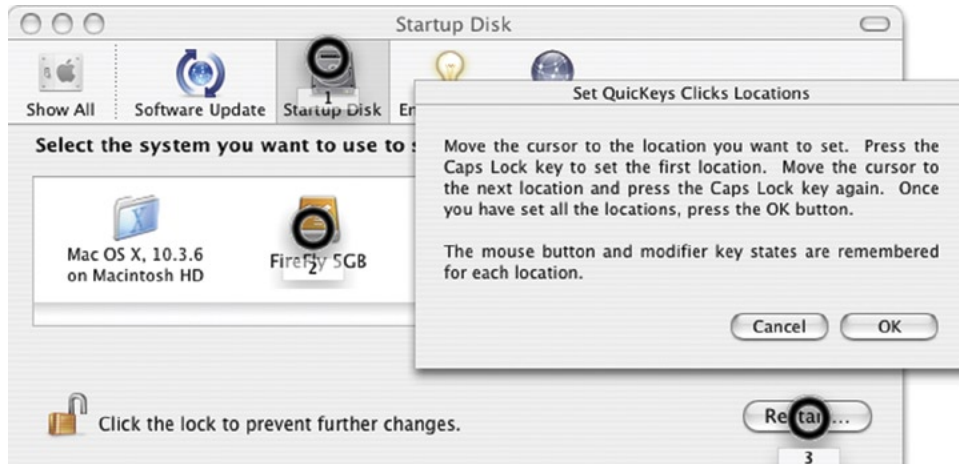 Startup Disk
Show All
Software Update
Startup Disk
1
En
Set QuicKeys Clicks Locations
Select the system you want to use to s
Move the cursor to the location you want to set. Press the
Caps Lock key to set the first location. Move the cursor to
the next location and press the Caps Lock key again. Once
you have set all the locations, press the OK button.
The mouse button and modifier key states are remembered
for each location.
Cancel
OK
X
Mac OS X, 10.3.6
on Macintosh HD
Firefly 5GB
2
Click the lock to prevent further changes.
Restart...
3